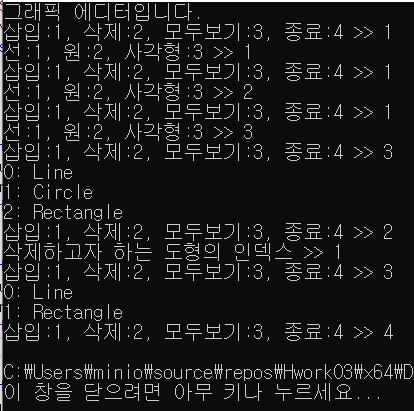 그래픽 에디터입니다.
삽입:1, 삭제:2, 모두보기:3, 종료:4 >> 1
선:1, 원:2, 사각형:3 >> 1
삽입:1, 삭제:2, 모두보기:3, 종료:4 >> 1
선:1, 원:2, 사각형:3 >> 2
삽입:1, 삭제:2, 모두보기:3, 종료:4 >> 1
선:1, 원:2, 사각형:3 >> 3
삽입:1, 삭제:2, 모두보기:3, 종료:4 >> 3
0: Line
1: Circle
2: Rectangle
삽입:1, 삭제:2, 모두보기:3, 종료:4 >> 2
삭제하고자 하는 도형의 인덱스 >> 1
삽입:1, 삭제:2, 모두보기:3, 종료:4 >> 3
0: Line
1: Rectangle
삽입:1, 삭제:2, 모두보기:3, 종료:4 >> 4
C:₩Users₩minio₩source₩repos₩Hwork03₩x64₩D
이 창을 닫으려면 아무 키나 누르세요...